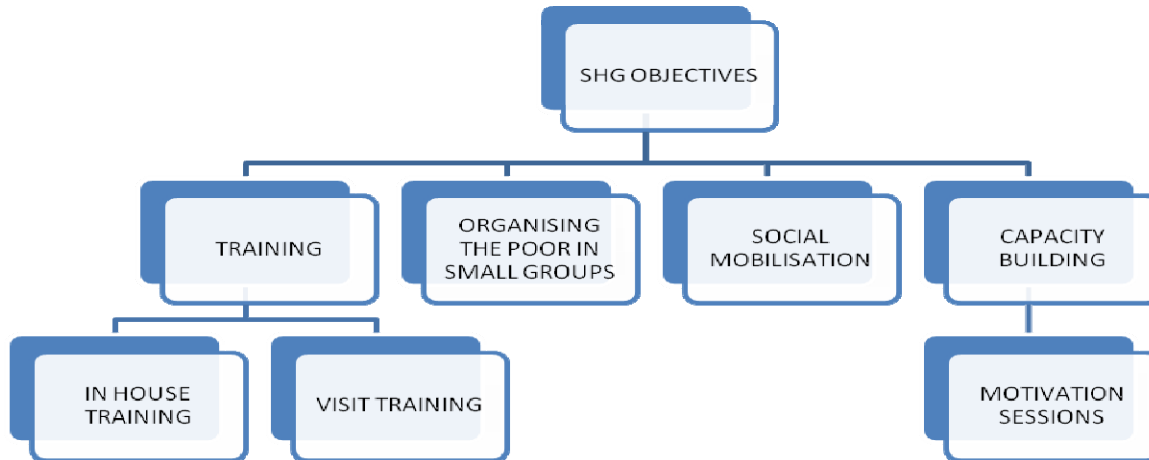 SHG OBJECTIVES
TRAINING
ORGANISING
THE POOR IN
SMALL GROUPS
SOCIAL
MOBILISATION
CAPACITY
BUILDING
IN HOUSE
TRAINING
VISIT TRAINING
MOTIVATION
SESSIONS